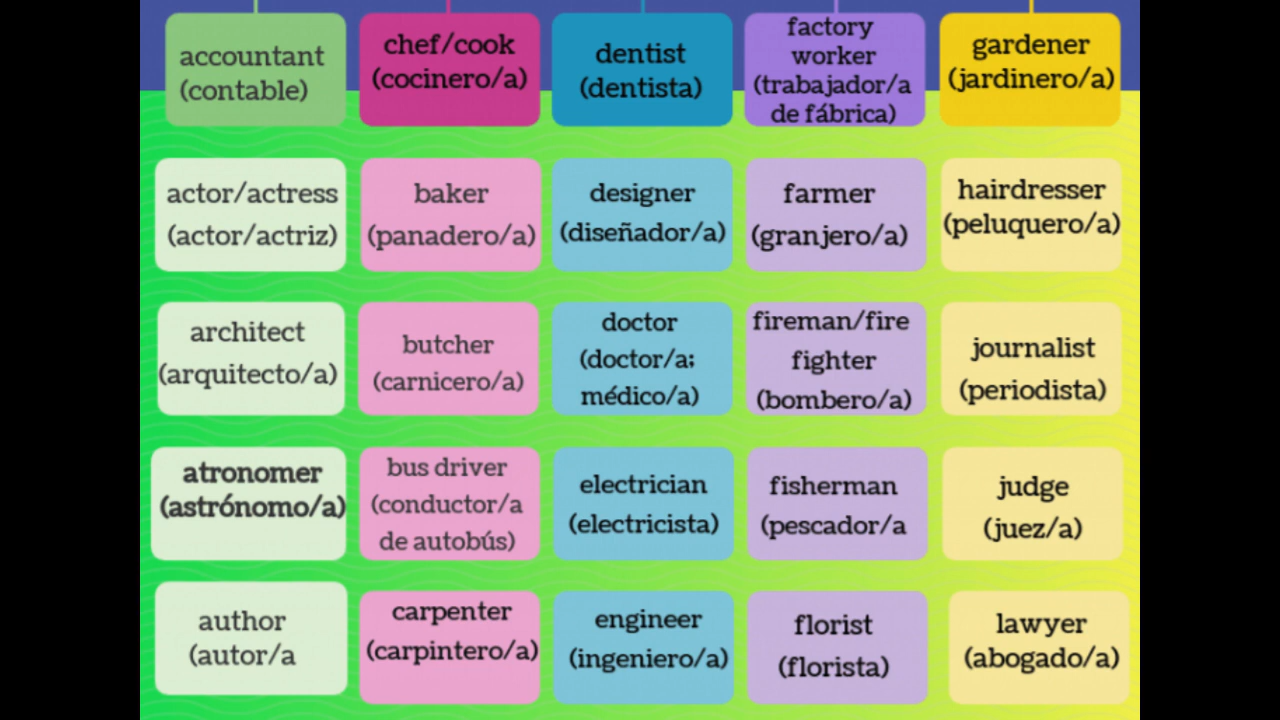 accountant
(contable)
chef/cook
(cocinero/a)
dentist
(dentista)
factory
worker
(trabajador/a
de fábrica)
gardener
(jardinero/a)
actor/actress
(actor/actriz)
baker
(panadero/a)
designer
(diseñador/a)
farmer
(granjero/a)
hairdresser
(peluquero/a)
architect
(arquitecto/a)
butcher
(carnicero/a)
doctor
(doctor/a;
médico/a)
fireman/fire
fighter
(bombero/a)
journalist
(periodista)
atronomer
(astrónomo/a)
bus driver
(conductor/a
de autobús)
electrician
(electricista)
fisherman
(pescador/a
judge
(juez/a)
author
(autor/a
carpenter
(carpintero/a)
engineer
(ingeniero/a)
florist
(florista)
lawyer
(abogado/a)